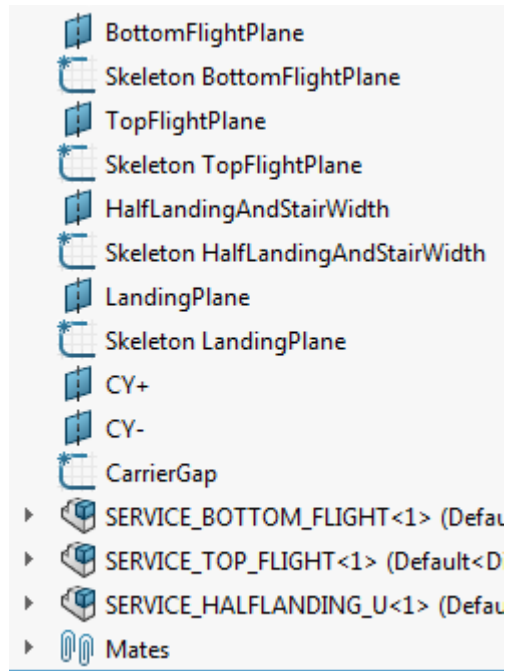 BottomFlightPlane
Skeleton BottomFlightPlane
TopFlightPlane
Skeleton TopFlightPlane
HalfLandingAndStairWidth
Skeleton HalfLandingAndStairWidth
LandingPlane
Skeleton LandingPlane
CY+
CY-
CarrierGap
SERVICE_BOTTOM_FLIGHT<1> (Defau
SERVICE_TOP_FLIGHT<1> (Default<D
SERVICE_HALFLANDING_U<1> (Defau
Mates